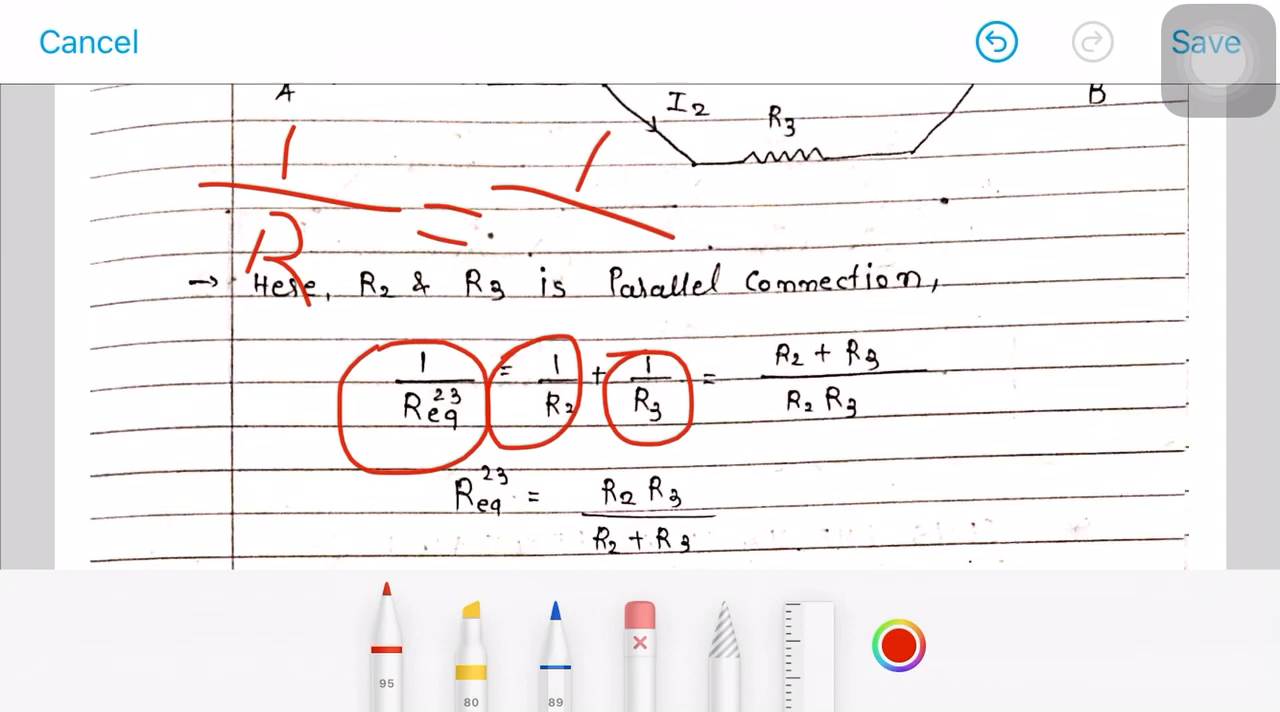 Cancel Save
A I2 R3 B
1/R = 1/
→ Here, R2 & R3 is Parallel Connection,
1/Req^23 = 1/R2 + 1/R3 = (R2 + R3)/(R2 R3)
Req^23 = (R2 R3)/(R2 + R3)
95 80 89